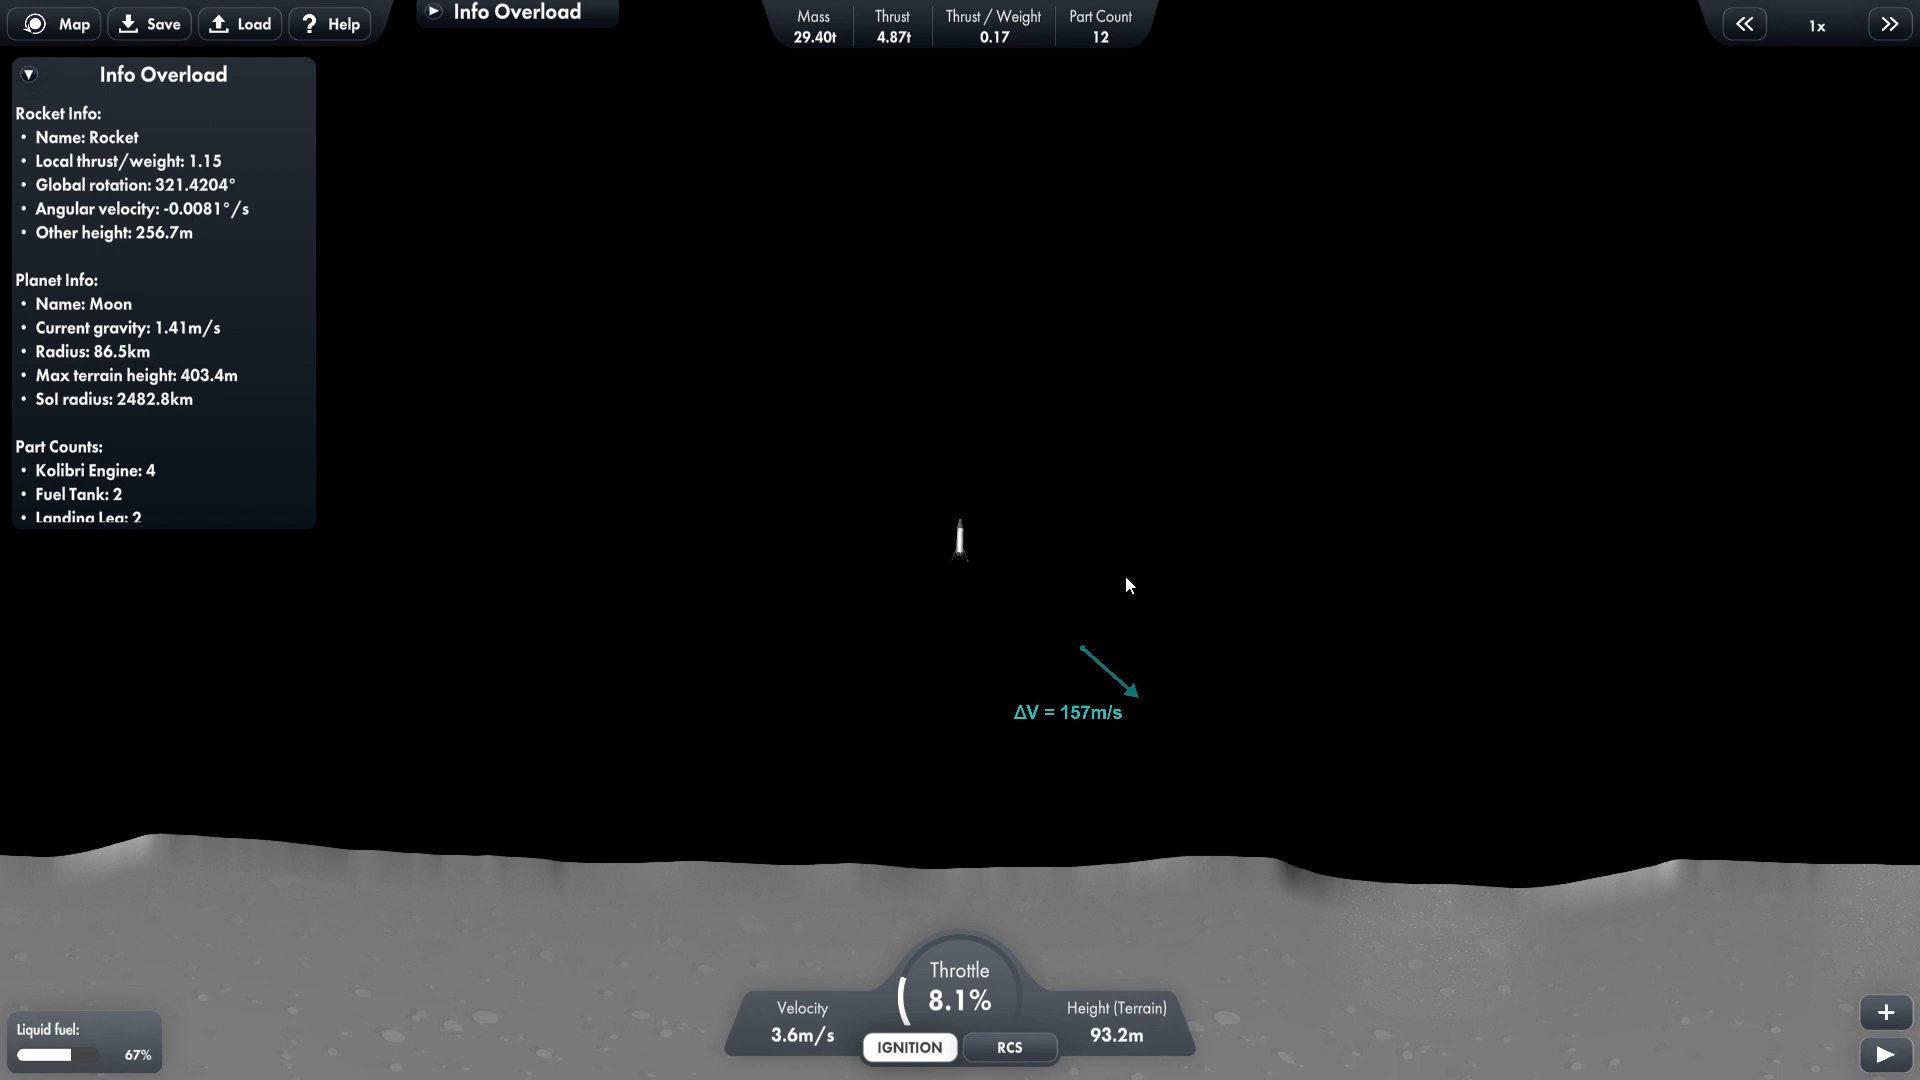 Map
Save
Load
Help
Info Overload
Mass
29.40t
Thrust
4.87t
Thrust / Weight
0.17
Part Count
12
1x
Info Overload
Rocket Info:
• Name: Rocket
• Local thrust/weight: 1.15
• Global rotation: 321.4204°
• Angular velocity: -0.0081°/s
• Other height: 256.7m
Planet Info:
• Name: Moon
• Current gravity: 1.41m/s
• Radius: 86.5km
• Max terrain height: 403.4m
• SoI radius: 2482.8km
Part Counts:
• Kolibri Engine: 4
• Fuel Tank: 2
• Landing Leg: 2
ΔV = 157m/s
Throttle
8.1%
Velocity
3.6m/s
Height (Terrain)
93.2m
IGNITION
RCS
Liquid fuel:
67%